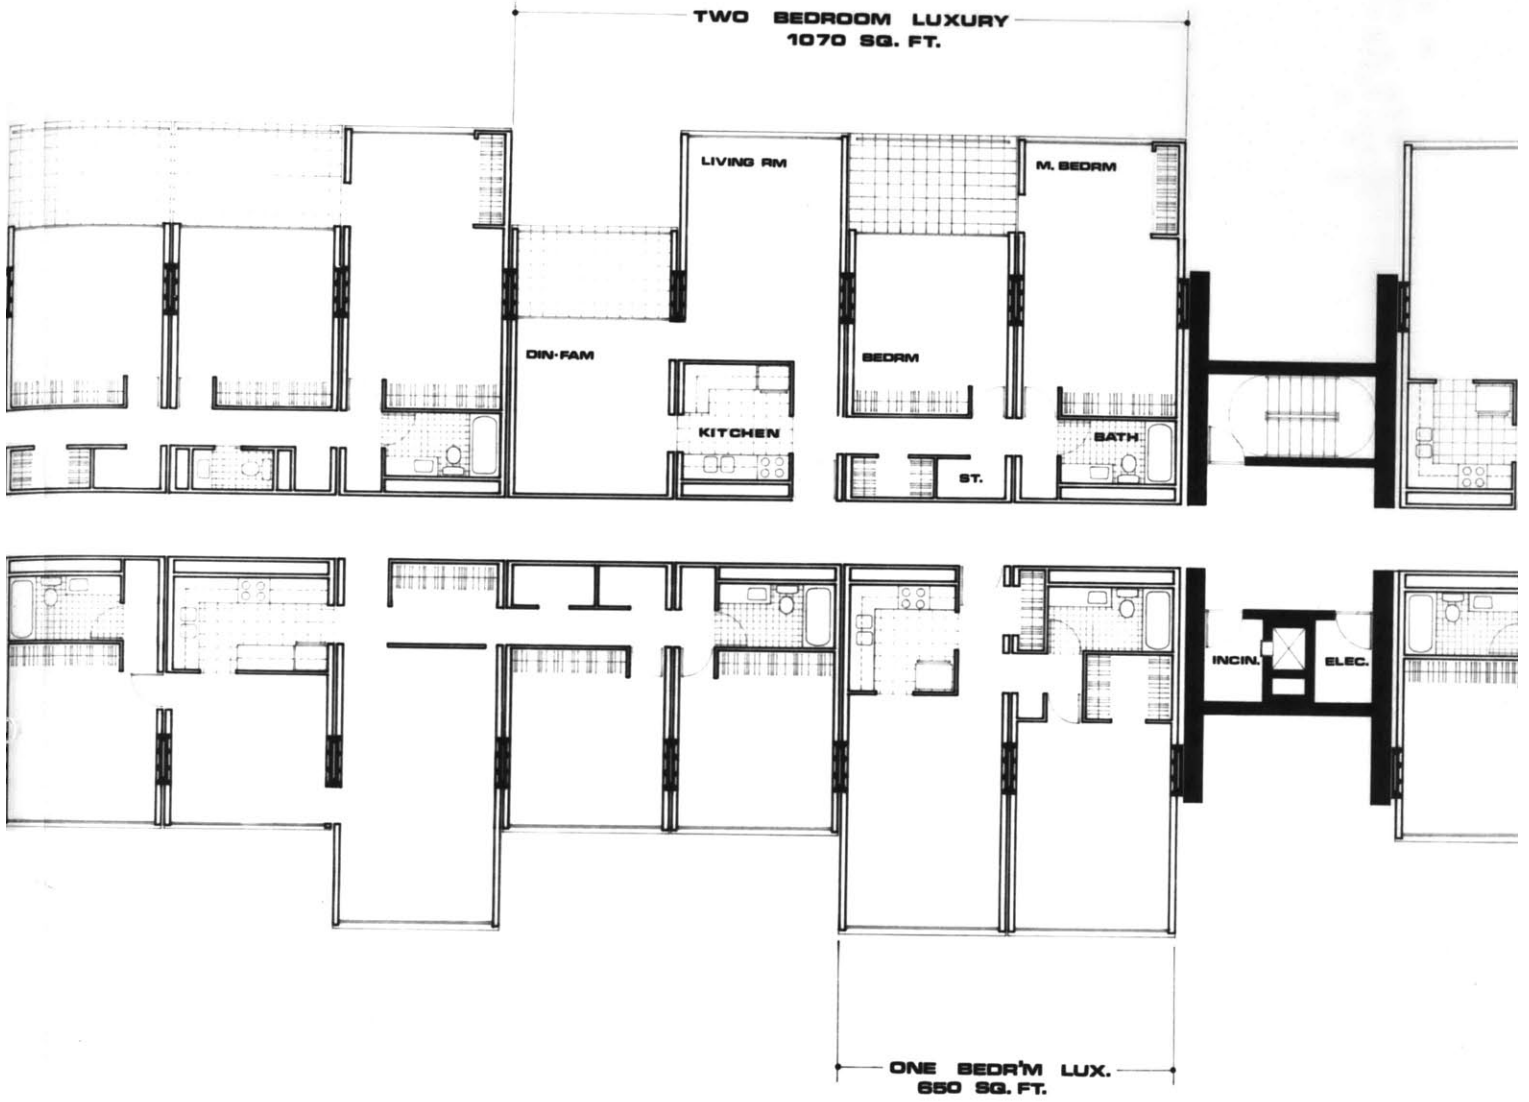 TWO BEDROOM LUXURY
1070 SQ. FT.
LIVING RM
M. BEDRM
DIN·FAM
BEDRM
KITCHEN
BATH
ST.
INCIN.
ELEC.
ONE BEDR'M LUX.
650 SQ. FT.